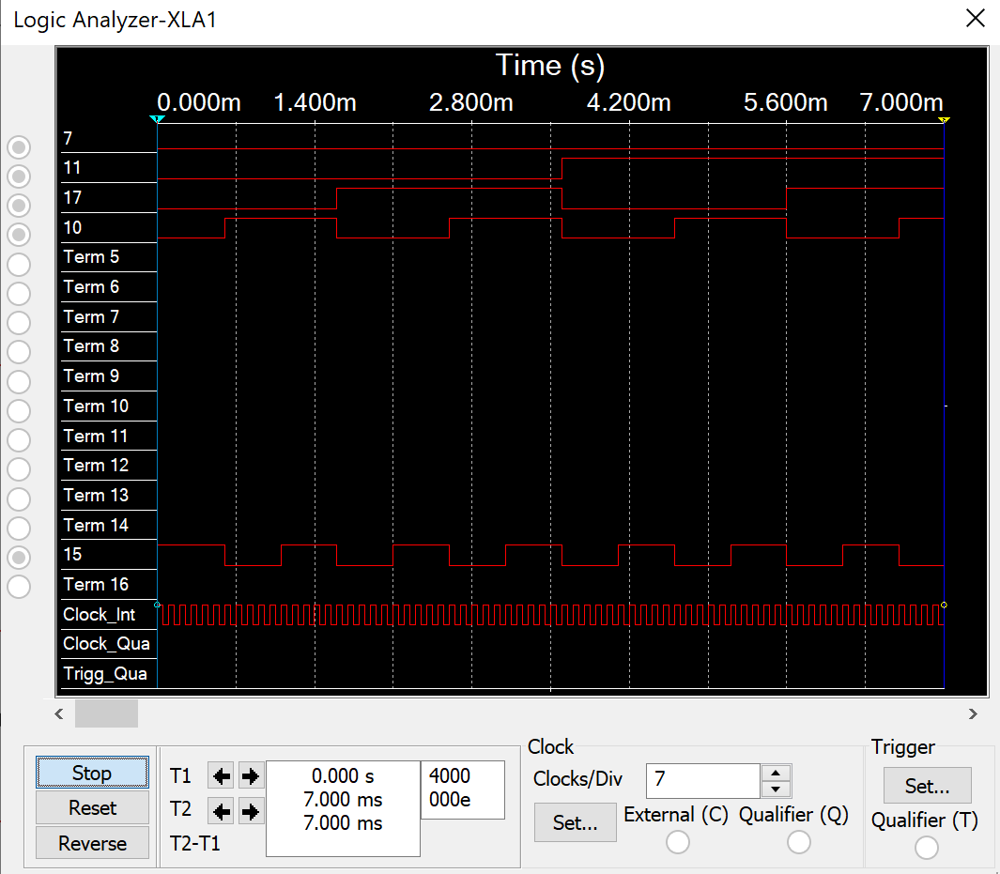 Logic Analyzer-XLA1
Time (s)
0.000m 1.400m 2.800m 4.200m 5.600m 7.000m
7
11
17
10
Term 5
Term 6
Term 7
Term 8
Term 9
Term 10
Term 11
Term 12
Term 13
Term 14
15
Term 16
Clock_Int
Clock_Qua
Trigg_Qua
Stop
Reset
Reverse
T1 0.000 s 4000
T2 7.000 ms 000e
T2-T1 7.000 ms
Clock
Clocks/Div 7
Set... External (C) Qualifier (Q)
Trigger
Set...
Qualifier (T)